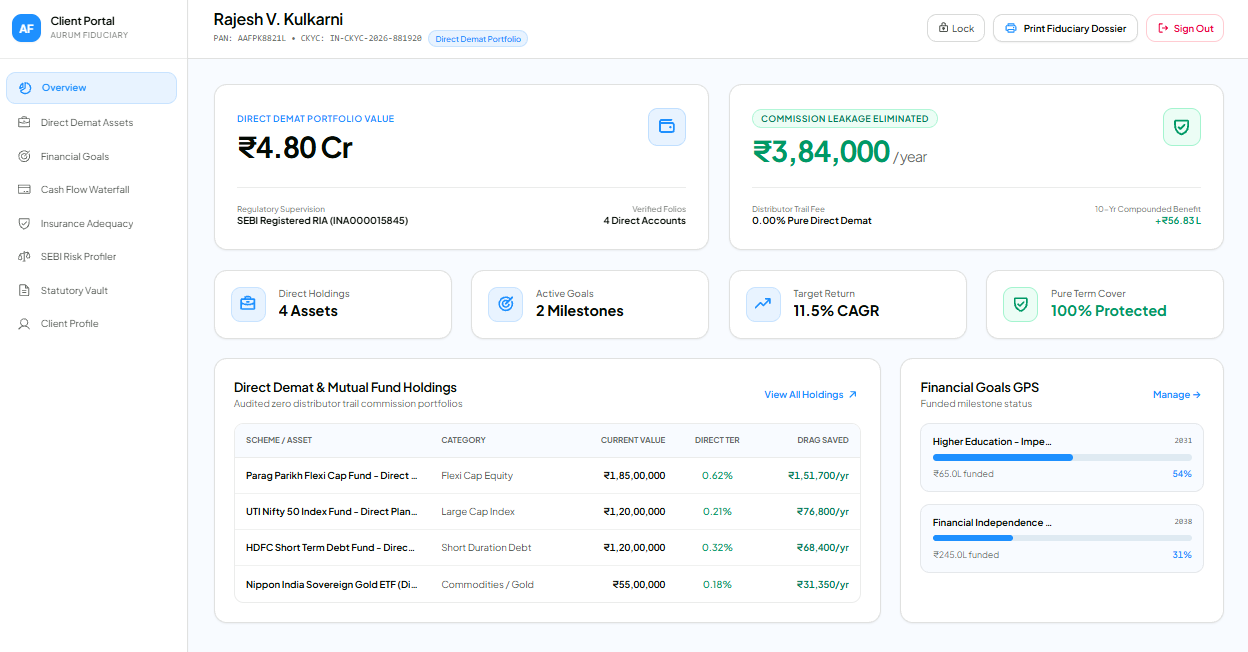 AF
Client Portal
AURUM FIDUCIARY
Overview
Direct Demat Assets
Financial Goals
Cash Flow Waterfall
Insurance Adequacy
SEBI Risk Profiler
Statutory Vault
Client Profile
Rajesh V. Kulkarni
PAN: AAFPK8821L • CKYC: IN-CKYC-2026-881920 Direct Demat Portfolio
Lock
Print Fiduciary Dossier
Sign Out
DIRECT DEMAT PORTFOLIO VALUE
₹4.80 Cr
Regulatory Supervision
SEBI Registered RIA (INA000015845)
Verified Folios
4 Direct Accounts
COMMISSION LEAKAGE ELIMINATED
₹3,84,000 /year
Distributor Trail Fee
0.00% Pure Direct Demat
10-Yr Compounded Benefit
+₹56.83 L
Direct Holdings
4 Assets
Active Goals
2 Milestones
Target Return
11.5% CAGR
Pure Term Cover
100% Protected
Direct Demat & Mutual Fund Holdings
Audited zero distributor trail commission portfolios
View All Holdings ↗
SCHEME / ASSET CATEGORY CURRENT VALUE DIRECT TER DRAG SAVED
Parag Parikh Flexi Cap Fund - Direct ... Flexi Cap Equity ₹1,85,00,000 0.62% ₹1,51,700/yr
UTI Nifty 50 Index Fund - Direct Plan... Large Cap Index ₹1,20,00,000 0.21% ₹76,800/yr
HDFC Short Term Debt Fund - Direc... Short Duration Debt ₹1,20,00,000 0.32% ₹68,400/yr
Nippon India Sovereign Gold ETF (Di... Commodities / Gold ₹55,00,000 0.18% ₹31,350/yr
Financial Goals GPS
Funded milestone status
Manage →
Higher Education - Impe... 2031
₹65.0L funded 54%
Financial Independence ... 2038
₹245.0L funded 31%